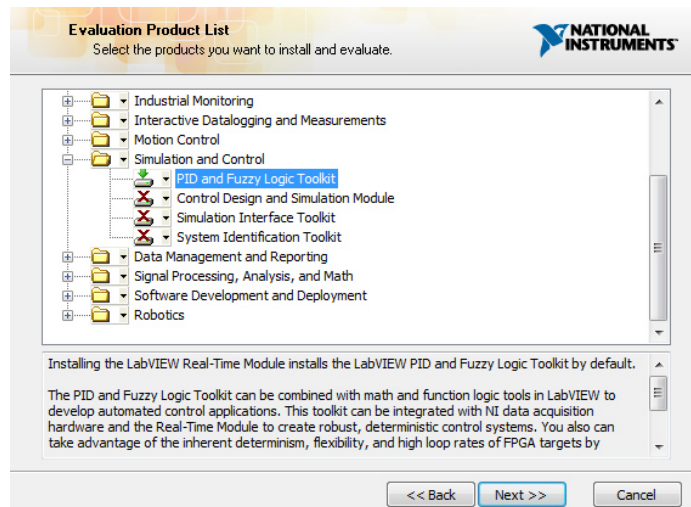 Evaluation Product List
Select the products you want to install and evaluate.
NATIONAL
INSTRUMENTS™
Industrial Monitoring
Interactive Datalogging and Measurements
Motion Control
Simulation and Control
PID and Fuzzy Logic Toolkit
Control Design and Simulation Module
Simulation Interface Toolkit
System Identification Toolkit
Data Management and Reporting
Signal Processing, Analysis, and Math
Software Development and Deployment
Robotics
Installing the LabVIEW Real-Time Module installs the LabVIEW PID and Fuzzy Logic Toolkit by default.
The PID and Fuzzy Logic Toolkit can be combined with math and function logic tools in LabVIEW to
develop automated control applications. This toolkit can be integrated with NI data acquisition
hardware and the Real-Time Module to create robust, deterministic control systems. You also can
take advantage of the inherent determinism, flexibility, and high loop rates of FPGA targets by
<< Back Next >> Cancel